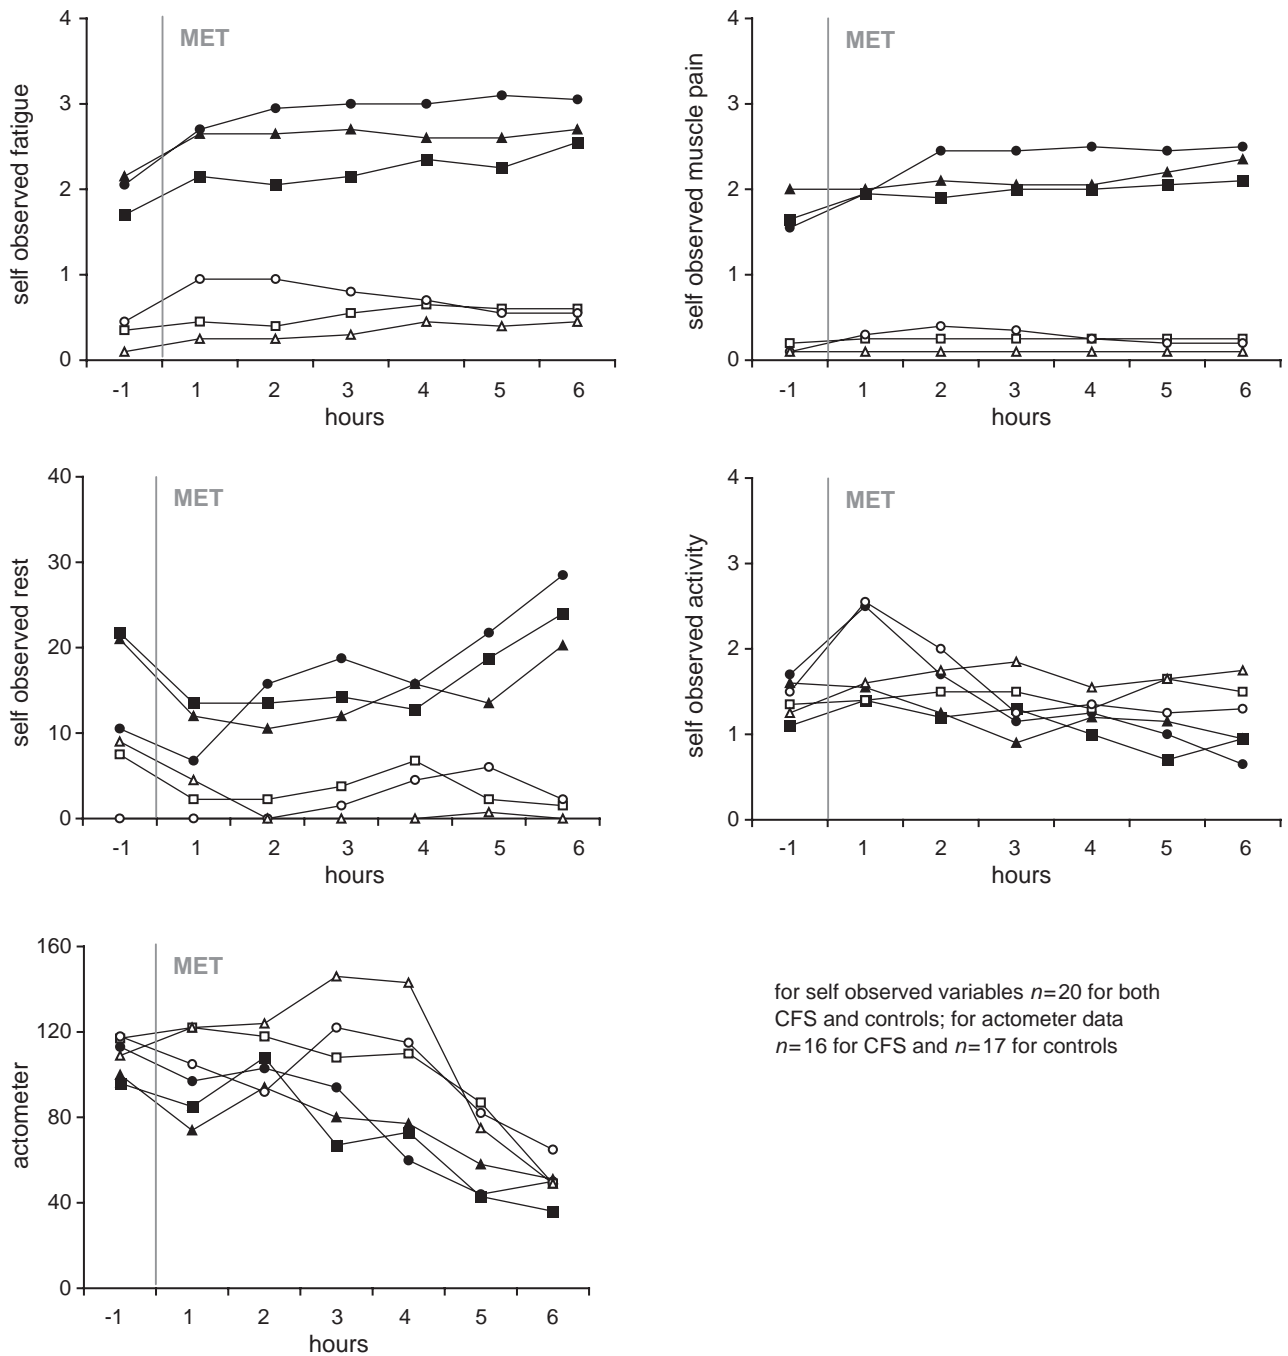 4
3
2
1
0
self observed fatigue
MET
-1 1 2 3 4 5 6
hours
4
3
2
1
0
self observed muscle pain
MET
-1 1 2 3 4 5 6
hours
40
30
20
10
0
self observed rest
MET
-1 1 2 3 4 5 6
hours
4
3
2
1
0
self observed activity
MET
-1 1 2 3 4 5 6
hours
160
120
80
40
0
actometer
MET
-1 1 2 3 4 5 6
hours
for self observed variables n=20 for both
CFS and controls; for actometer data
n=16 for CFS and n=17 for controls